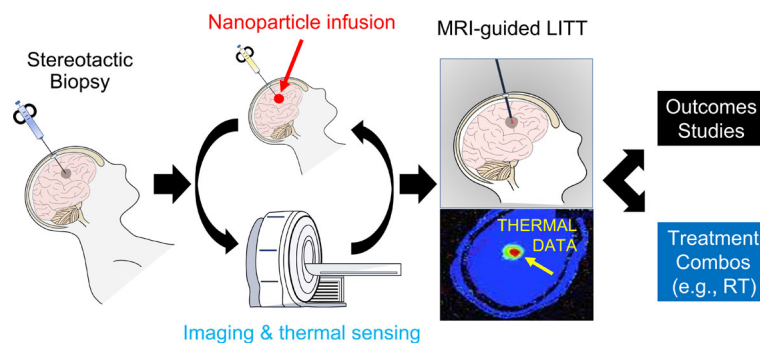 Stereotactic
Biopsy
Nanoparticle infusion
Imaging & thermal sensing
MRI-guided LITT
THERMAL
DATA
Outcomes
Studies
Treatment
Combos
(e.g., RT)